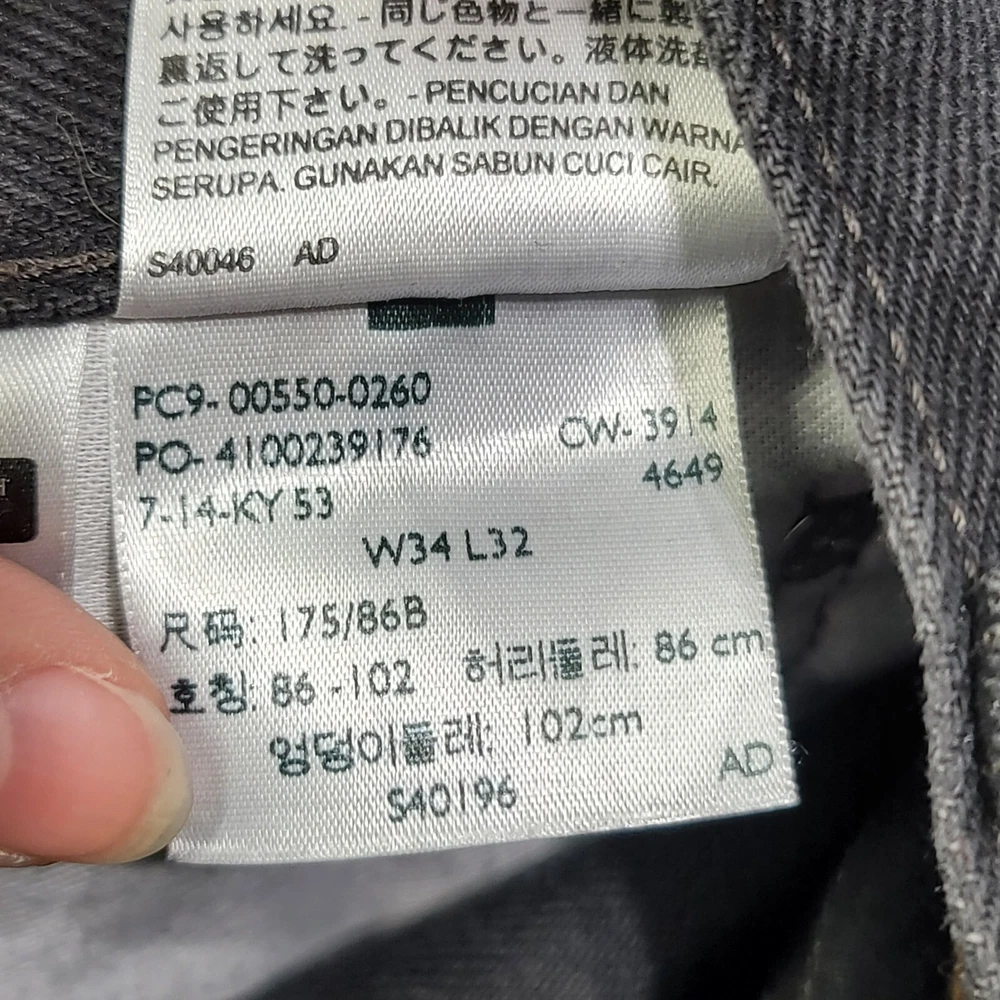 사용하세요. - 同じ色物と一緒に製
裏返して洗ってください。液体洗
ご使用下さい。- PENCUCIAN DAN
PENGERINGAN DIBALIK DENGAN WARNA
SERUPA. GUNAKAN SABUN CUCI CAIR.
S40046 AD
PC9- 00550-0260
PO- 4100239176 CW- 3914
7-14-KY 53 4649
W34 L32
尺码: 175/86B
호칭: 86 -102 허리둘레: 86 cm
엉덩이둘레: 102cm
S40196 AD